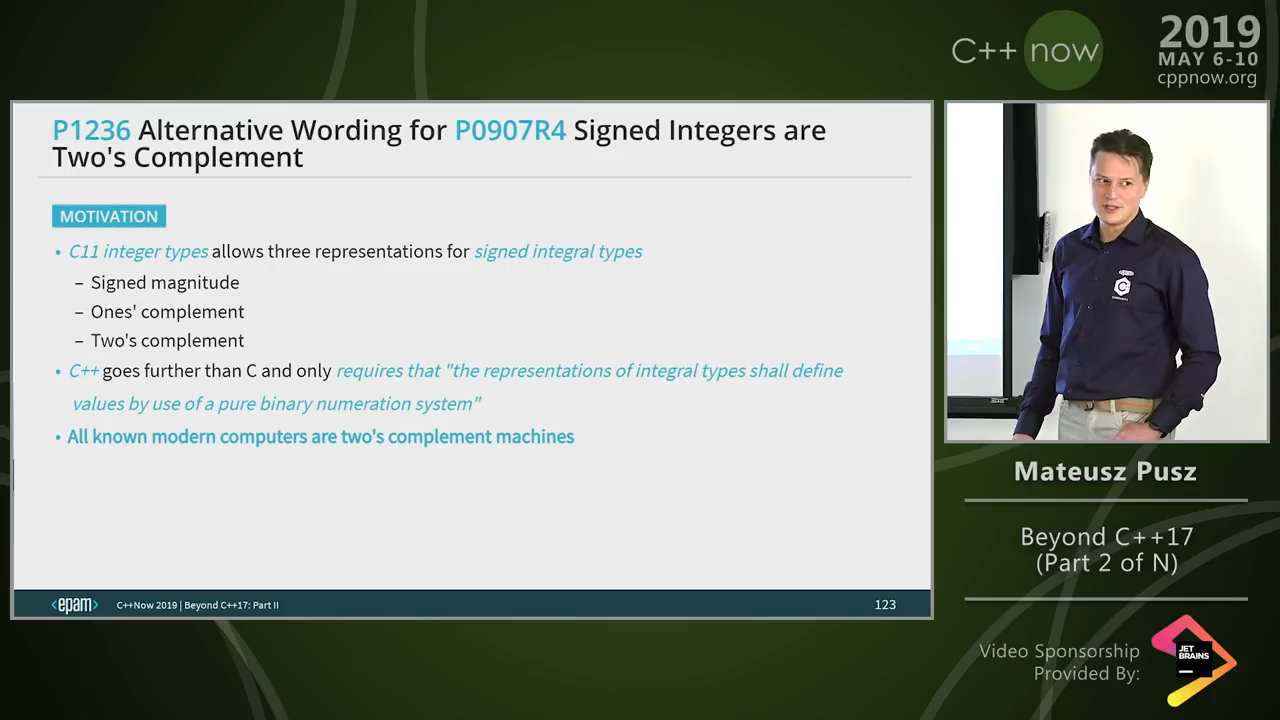 C++ now
2019
MAY 6-10
cppnow.org
P1236 Alternative Wording for P0907R4 Signed Integers are
Two's Complement
MOTIVATION
• C11 integer types allows three representations for signed integral types
– Signed magnitude
– Ones' complement
– Two's complement
• C++ goes further than C and only requires that "the representations of integral types shall define
values by use of a pure binary numeration system"
• All known modern computers are two's complement machines
<epam> C++Now 2019 | Beyond C++17: Part II 123
Mateusz Pusz
Beyond C++17
(Part 2 of N)
Video Sponsorship
Provided By:
JET
BRAINS